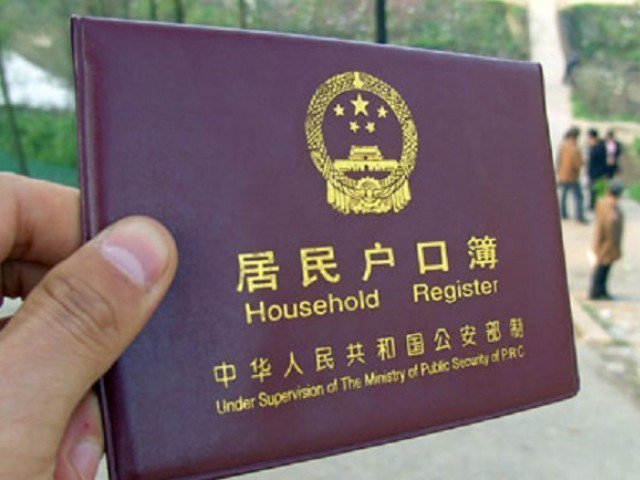 居民户口簿
Household Register
中华人民共和国公安部制
Under Supervision of The Ministry of Public Security of P.R.C